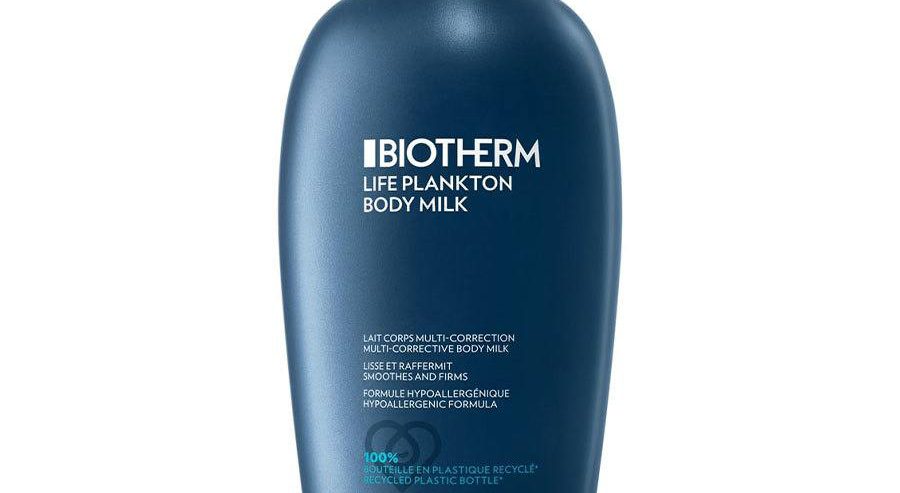 BIOTHERM
LIFE PLANKTON
BODY MILK
LAIT CORPS MULTI-CORRECTION
MULTI-CORRECTIVE BODY MILK
LISSE ET RAFFERMIT
SMOOTHES AND FIRMS
FORMULE HYPOALLERGÉNIQUE
HYPOALLERGENIC FORMULA
100%
BOUTEILLE EN PLASTIQUE RECYCLÉ*
RECYCLED PLASTIC BOTTLE*